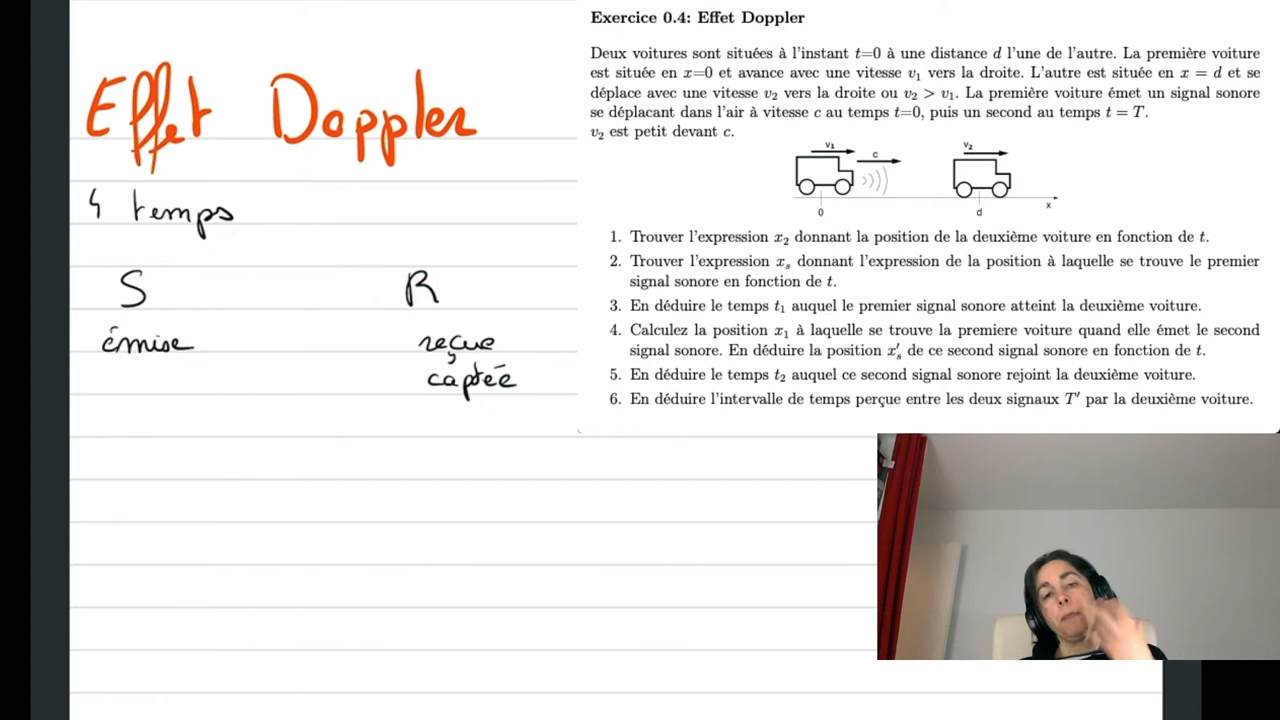 Effet Doppler
4 temps
S R
émise reçue
captée
Exercice 0.4: Effet Doppler
Deux voitures sont situées à l'instant t=0 à une distance d l'une de l'autre. La première voiture
est située en x=0 et avance avec une vitesse v₁ vers la droite. L'autre est située en x = d et se
déplace avec une vitesse v₂ vers la droite ou v₂ > v₁. La première voiture émet un signal sonore
se déplacant dans l'air à vitesse c au temps t=0, puis un second au temps t = T.
v₂ est petit devant c.
v₁ c v₂
0 d x
1. Trouver l'expression x₂ donnant la position de la deuxième voiture en fonction de t.
2. Trouver l'expression xₛ donnant l'expression de la position à laquelle se trouve le premier
signal sonore en fonction de t.
3. En déduire le temps t₁ auquel le premier signal sonore atteint la deuxième voiture.
4. Calculez la position x₁ à laquelle se trouve la premiere voiture quand elle émet le second
signal sonore. En déduire la position x′ₛ de ce second signal sonore en fonction de t.
5. En déduire le temps t₂ auquel ce second signal sonore rejoint la deuxième voiture.
6. En déduire l'intervalle de temps perçue entre les deux signaux T′ par la deuxième voiture.